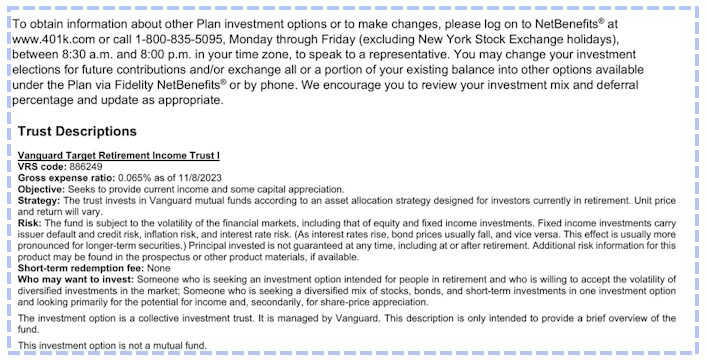 To obtain information about other Plan investment options or to make changes, please log on to NetBenefits® at
www.401k.com or call 1-800-835-5095, Monday through Friday (excluding New York Stock Exchange holidays),
between 8:30 a.m. and 8:00 p.m. in your time zone, to speak to a representative. You may change your investment
elections for future contributions and/or exchange all or a portion of your existing balance into other options available
under the Plan via Fidelity NetBenefits® or by phone. We encourage you to review your investment mix and deferral
percentage and update as appropriate.
Trust Descriptions
Vanguard Target Retirement Income Trust I
VRS code: 886249
Gross expense ratio: 0.065% as of 11/8/2023
Objective: Seeks to provide current income and some capital appreciation.
Strategy: The trust invests in Vanguard mutual funds according to an asset allocation strategy designed for investors currently in retirement. Unit price
and return will vary.
Risk: The fund is subject to the volatility of the financial markets, including that of equity and fixed income investments. Fixed income investments carry
issuer default and credit risk, inflation risk, and interest rate risk. (As interest rates rise, bond prices usually fall, and vice versa. This effect is usually more
pronounced for longer-term securities.) Principal invested is not guaranteed at any time, including at or after retirement. Additional risk information for this
product may be found in the prospectus or other product materials, if available.
Short-term redemption fee: None
Who may want to invest: Someone who is seeking an investment option intended for people in retirement and who is willing to accept the volatility of
diversified investments in the market; Someone who is seeking a diversified mix of stocks, bonds, and short-term investments in one investment option
and looking primarily for the potential for income and, secondarily, for share-price appreciation.
The investment option is a collective investment trust. It is managed by Vanguard. This description is only intended to provide a brief overview of the
fund.
This investment option is not a mutual fund.